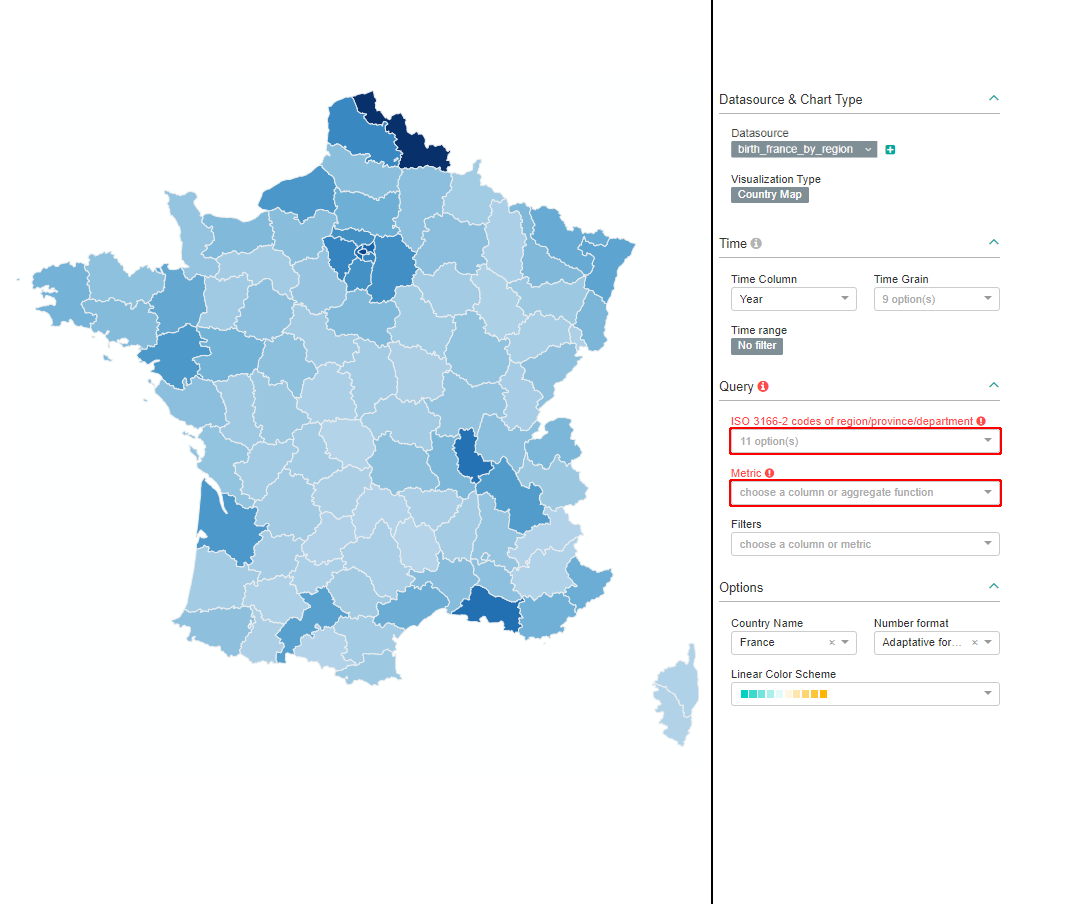 Datasource & Chart Type
Datasource
birth_france_by_region
Visualization Type
Country Map
Time
Time Column
Time Grain
Year
9 option(s)
Time range
No filter
Query
ISO 3166-2 codes of region/province/department
11 option(s)
Metric
choose a column or aggregate function
Filters
choose a column or metric
Options
Country Name
Number format
France
Adaptative for...
Linear Color Scheme